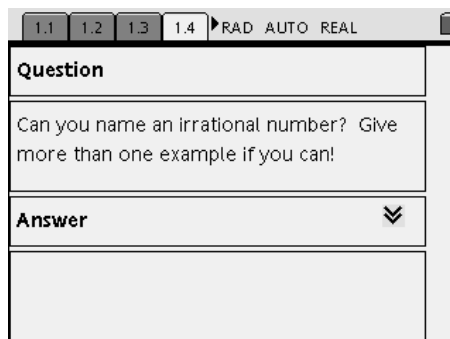 1.1 1.2 1.3 1.4 RAD AUTO REAL
Question
Can you name an irrational number? Give
more than one example if you can!
Answer